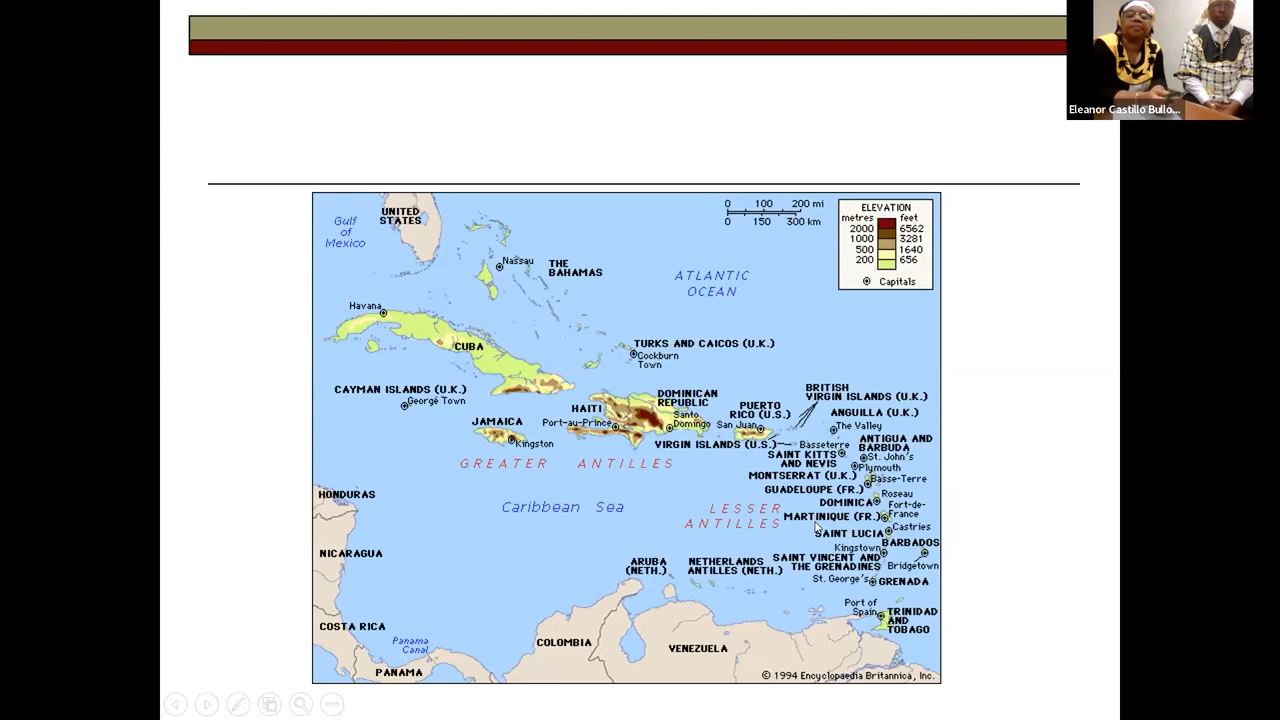 Eleanor Castillo Bullo...
0 100 200 mi
0 150 300 km
ELEVATION
metres feet
2000 6562
1000 3281
500 1640
200 656
Capitals
UNITED
STATES
Gulf
of
Mexico
Nassau
THE
BAHAMAS
ATLANTIC
OCEAN
Havana
CUBA
TURKS AND CAICOS (U.K.)
Cockburn
Town
CAYMAN ISLANDS (U.K.)
George Town
JAMAICA
Kingston
HAITI
Port-au-Prince
DOMINICAN
REPUBLIC
Santo
Domingo
PUERTO
RICO (U.S.)
San Juan
BRITISH
VIRGIN ISLANDS (U.K.)
ANGUILLA (U.K.)
The Valley
VIRGIN ISLANDS (U.S.)
Basseterre
ANTIGUA AND
BARBUDA
SAINT KITTS
AND NEVIS
St. John's
Plymouth
GREATER ANTILLES
MONTSERRAT (U.K.)
Basse-Terre
GUADELOUPE (FR.)
Roseau
DOMINICA
Fort-de-
France
HONDURAS
Caribbean Sea
LESSER
ANTILLES
MARTINIQUE (FR.)
Castries
SAINT LUCIA
BARBADOS
Kingstown
NICARAGUA
ARUBA
(NETH.)
NETHERLANDS
ANTILLES (NETH.)
SAINT VINCENT AND
THE GRENADINES
Bridgetown
St. George's
GRENADA
Port of
Spain
TRINIDAD
AND
TOBAGO
COSTA RICA
Panama
Canal
PANAMA
COLOMBIA
VENEZUELA
© 1994 Encyclopaedia Britannica, Inc.